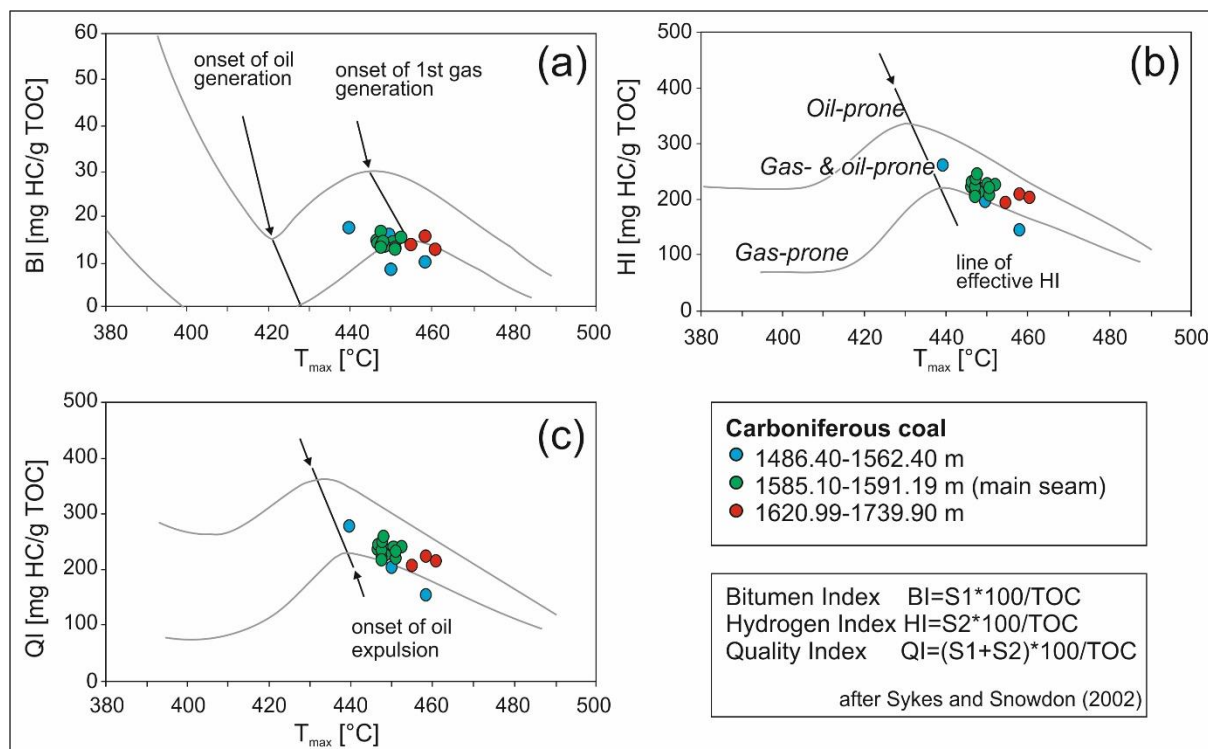 (a)
BI [mg HC/g TOC]
60
50
40
30
20
10
0
onset of oil
generation
onset of 1st gas
generation
380 400 420 440 460 480 500
Tmax [°C]
(b)
HI [mg HC/g TOC]
500
400
300
200
100
0
Oil-prone
Gas- & oil-prone
Gas-prone
line of
effective HI
380 400 420 440 460 480 500
Tmax [°C]
(c)
QI [mg HC/g TOC]
500
400
300
200
100
0
onset of oil
expulsion
380 400 420 440 460 480 500
Tmax [°C]
Carboniferous coal
1486.40-1562.40 m
1585.10-1591.19 m (main seam)
1620.99-1739.90 m
Bitumen Index BI=S1*100/TOC
Hydrogen Index HI=S2*100/TOC
Quality Index QI=(S1+S2)*100/TOC
after Sykes and Snowdon (2002)